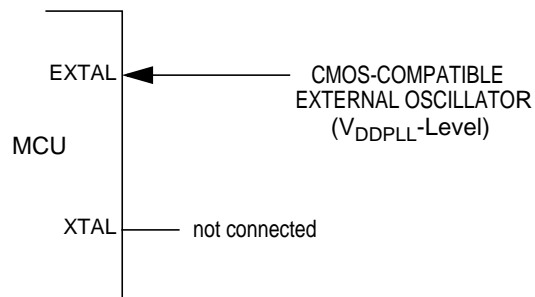 EXTAL
CMOS-COMPATIBLE
EXTERNAL OSCILLATOR
(VDDPLL-Level)
MCU
XTAL
not connected